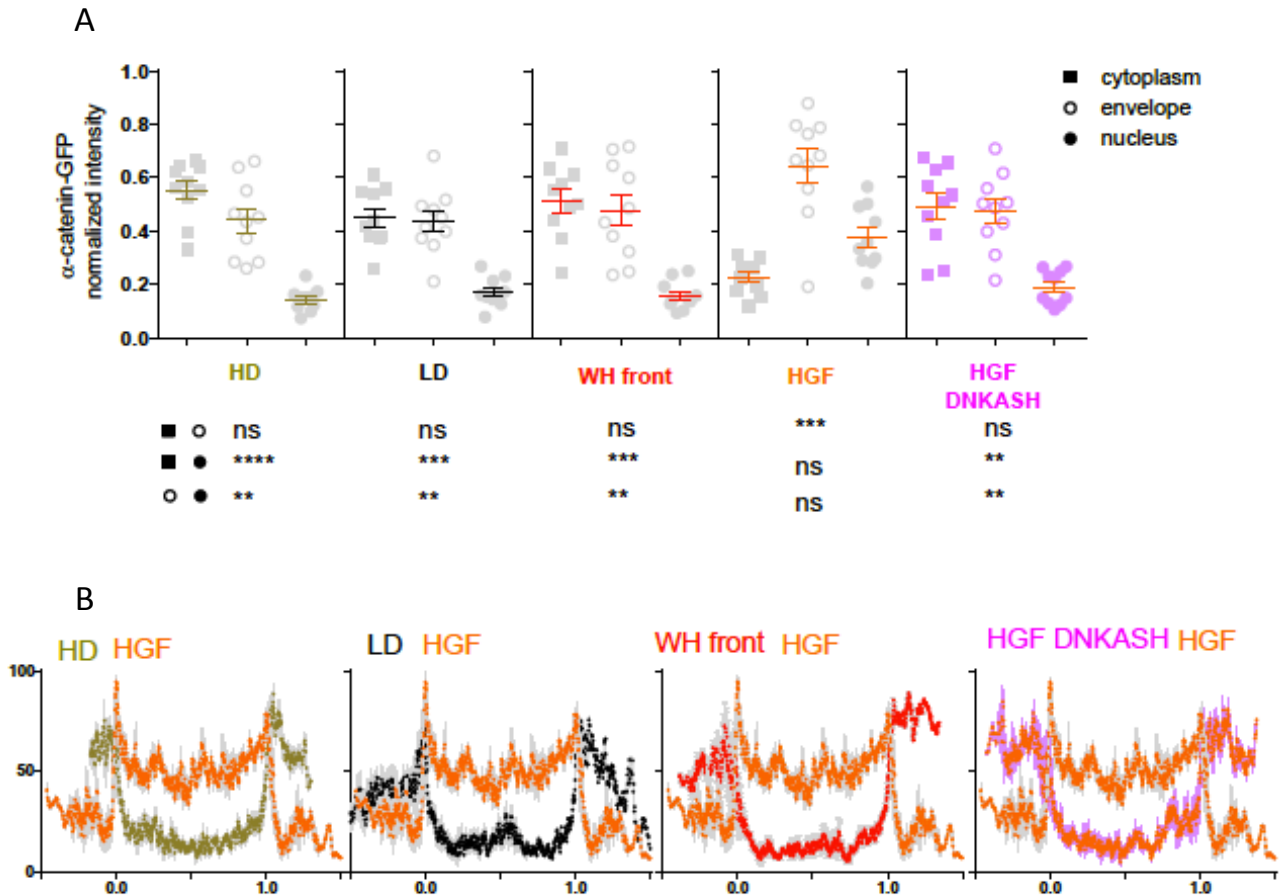 A
α-catenin-GFP
normalized intensity
1.0
0.8
0.6
0.4
0.2
0.0
cytoplasm
envelope
nucleus
HD
LD
WH front
HGF
HGF
DNKASH
ns ns ns *** ns
**** *** *** ns **
** ** ** ns **
B
HD HGF
LD HGF
WH front HGF
HGF DNKASH HGF
100
50
0
0.0 1.0
0.0 1.0
0.0 1.0
0.0 1.0